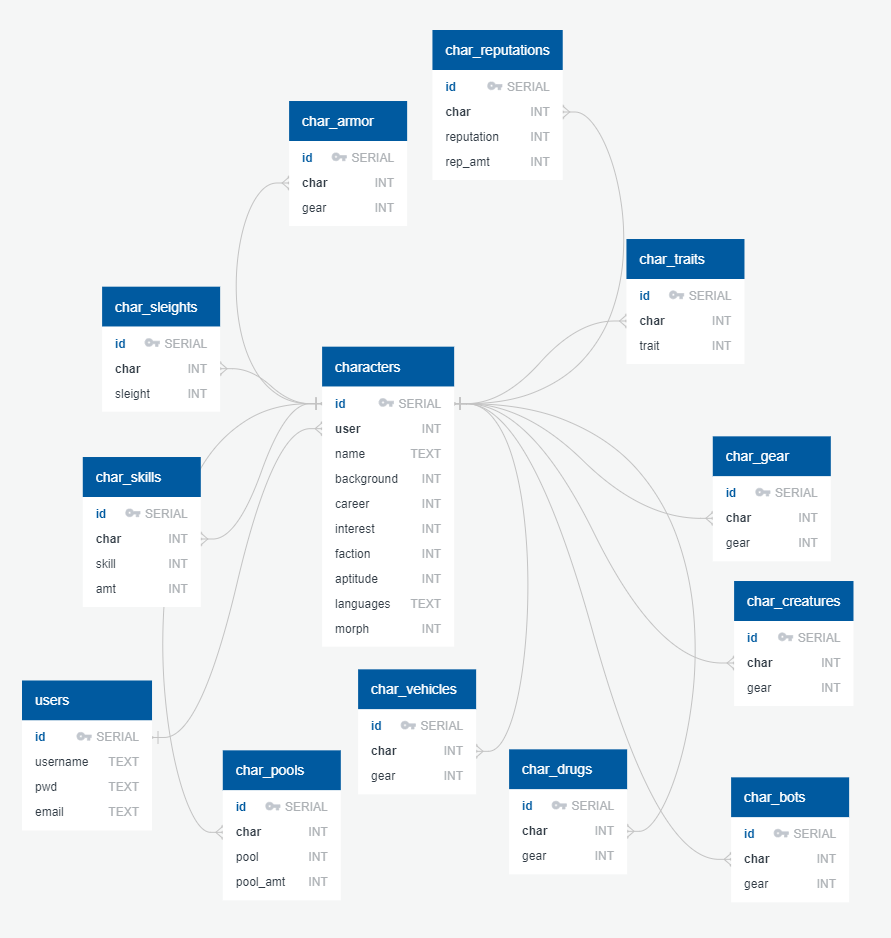 char_reputations
id SERIAL
char INT
reputation INT
rep_amt INT
char_armor
id SERIAL
char INT
gear INT
char_traits
id SERIAL
char INT
trait INT
char_sleights
id SERIAL
char INT
sleight INT
characters
id SERIAL
user INT
name TEXT
background INT
career INT
interest INT
faction INT
aptitude INT
languages TEXT
morph INT
char_gear
id SERIAL
char INT
gear INT
char_skills
id SERIAL
char INT
skill INT
amt INT
char_creatures
id SERIAL
char INT
gear INT
char_vehicles
id SERIAL
char INT
gear INT
users
id SERIAL
username TEXT
pwd TEXT
email TEXT
char_pools
id SERIAL
char INT
pool INT
pool_amt INT
char_drugs
id SERIAL
char INT
gear INT
char_bots
id SERIAL
char INT
gear INT